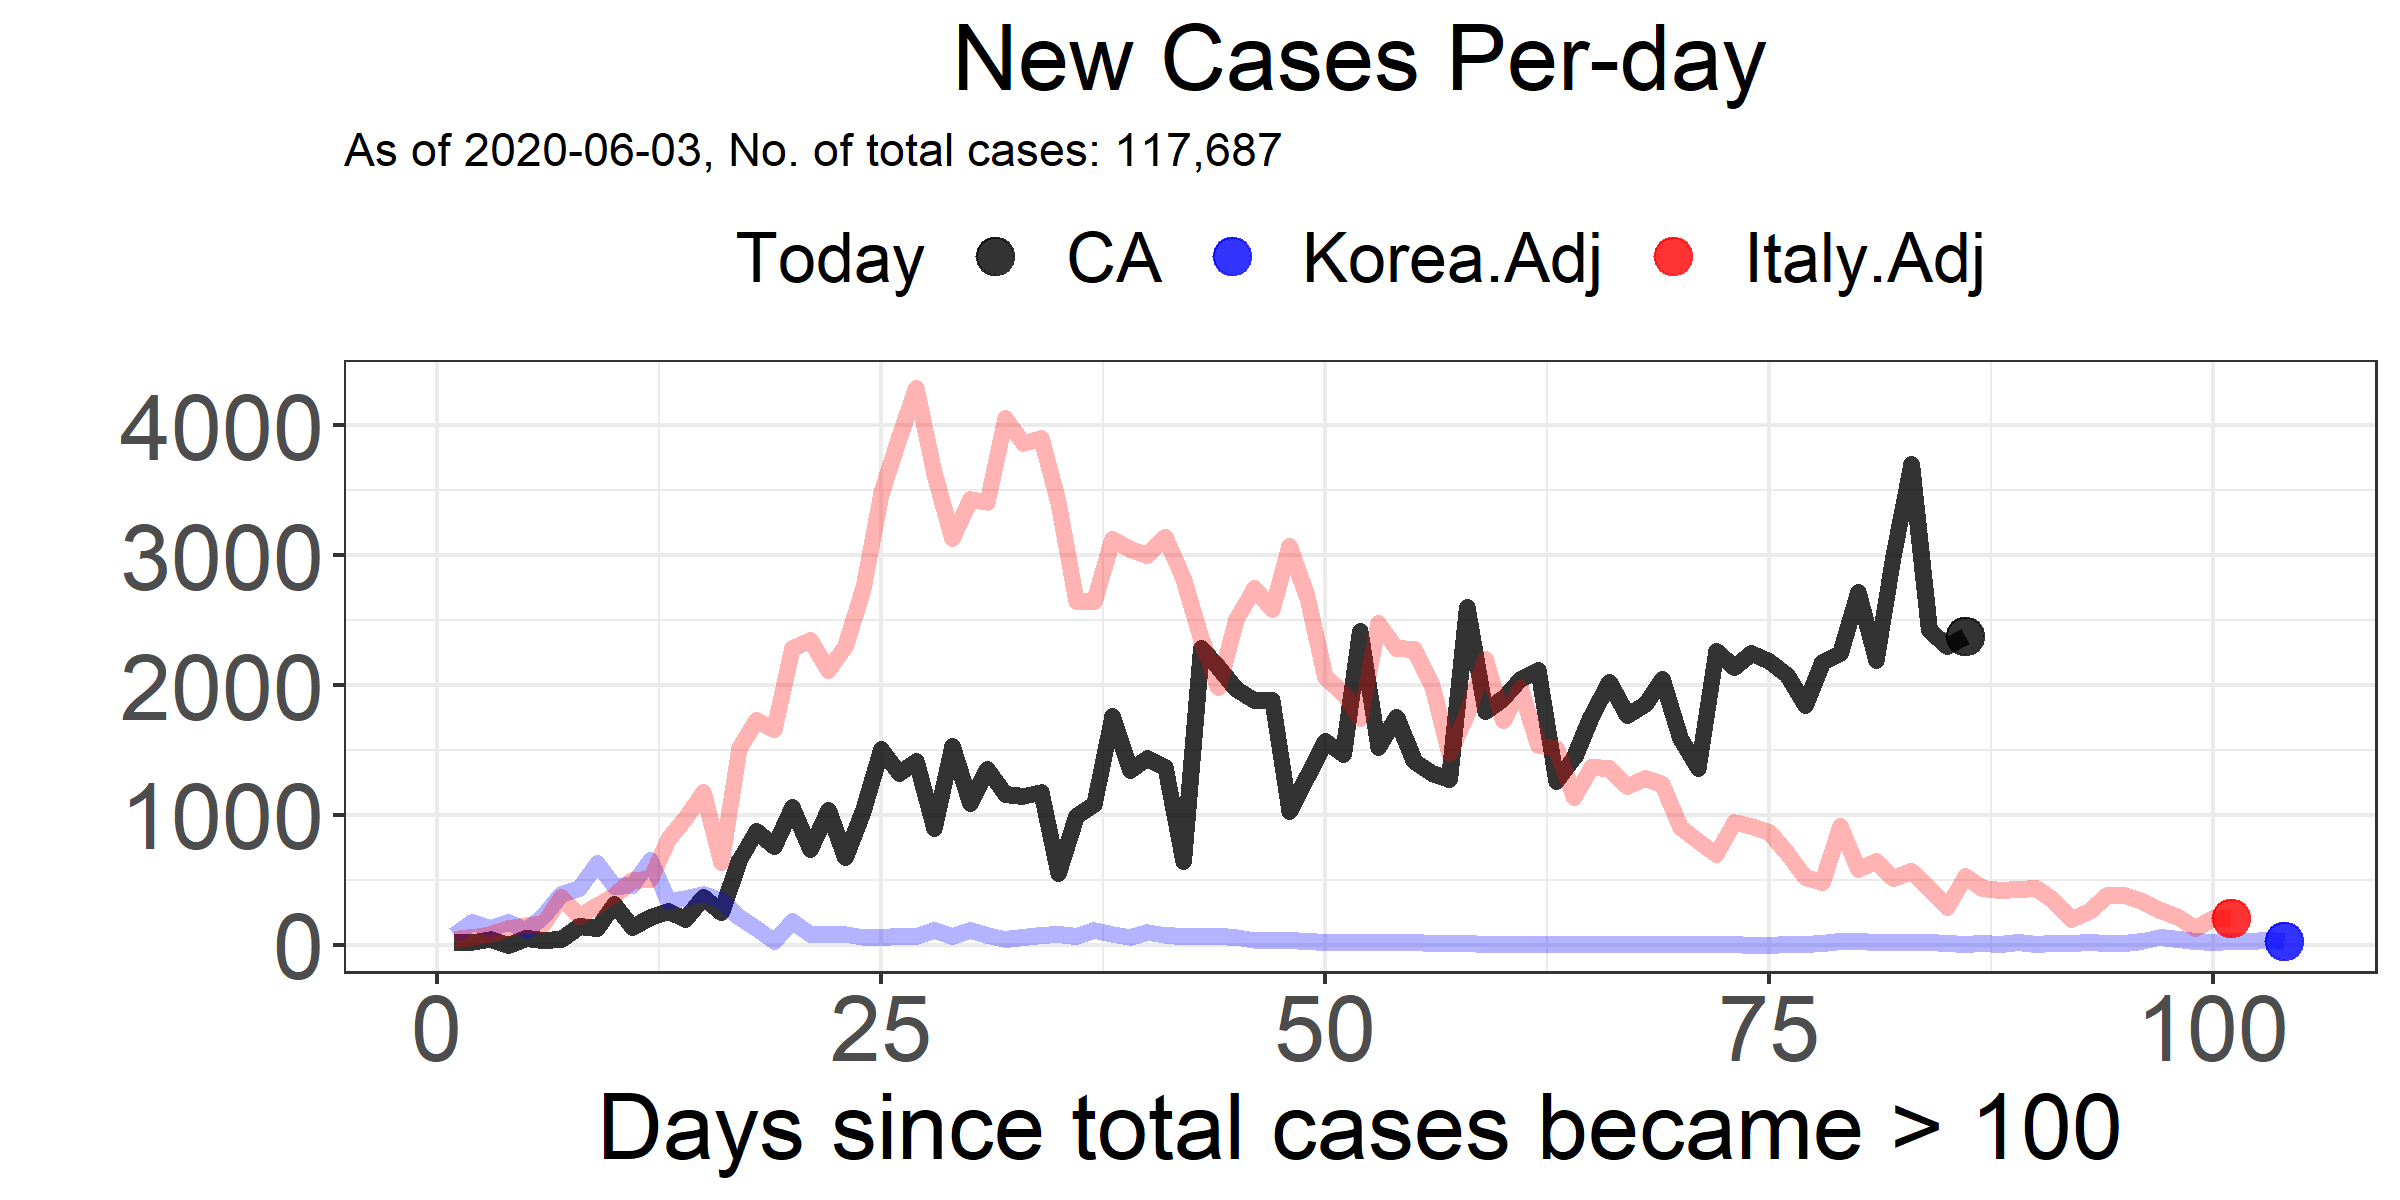 New Cases Per-day
As of 2020-06-03, No. of total cases: 117,687
Today CA Korea.Adj Italy.Adj
4000
3000
2000
1000
0
0 25 50 75 100
Days since total cases became > 100